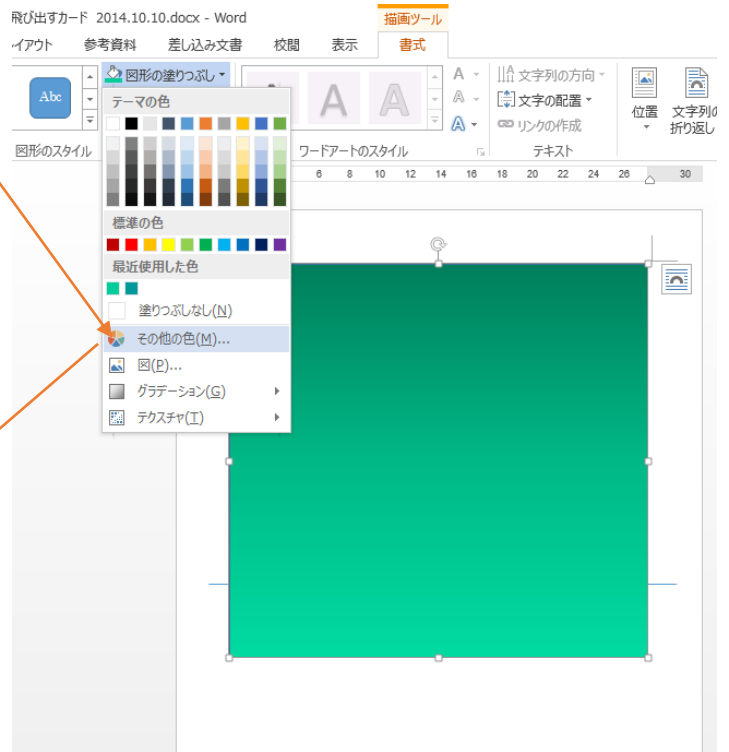 飛び出すカード 2014.10.10.docx - Word
描画ツール
イアウト 参考資料 差し込み文書 校閲 表示 書式
図形の塗りつぶし
Abc
A A A
文字列の方向
文字の配置
リンクの作成
位置 文字列の
折り返し
図形のスタイル ワードアートのスタイル テキスト
6 8 10 12 14 16 18 20 22 24 26 30
テーマの色
標準の色
最近使用した色
塗りつぶしなし(N)
その他の色(M)...
図(P)...
グラデーション(G)
テクスチャ(T)